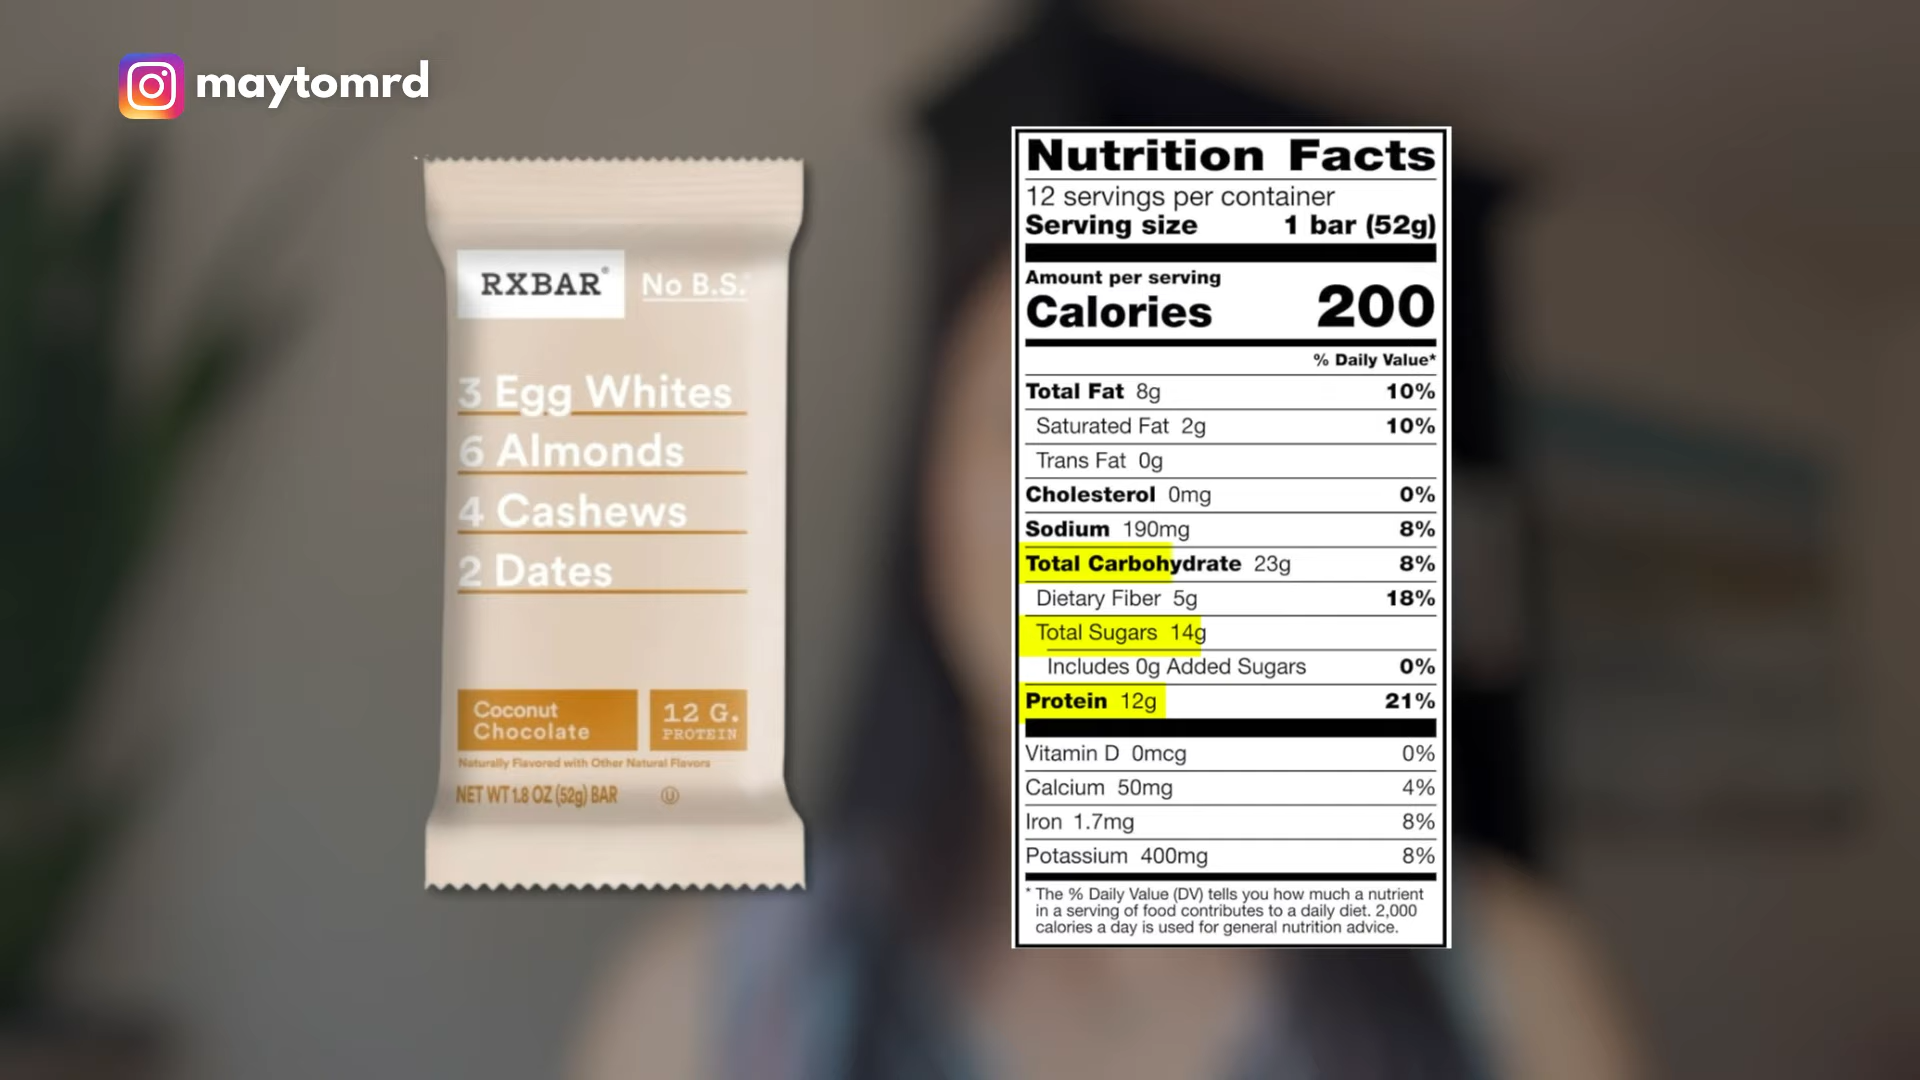 maytomrd
RXBAR® No B.S.
3 Egg Whites
6 Almonds
4 Cashews
2 Dates
Coconut
Chocolate
12 G.
PROTEIN
Naturally Flavored with Other Natural Flavors
NET WT 1.8 OZ (52g) BAR
Nutrition Facts
12 servings per container
Serving size 1 bar (52g)
Amount per serving
Calories 200
% Daily Value*
Total Fat 8g 10%
Saturated Fat 2g 10%
Trans Fat 0g
Cholesterol 0mg 0%
Sodium 190mg 8%
Total Carbohydrate 23g 8%
Dietary Fiber 5g 18%
Total Sugars 14g
Includes 0g Added Sugars 0%
Protein 12g 21%
Vitamin D 0mcg 0%
Calcium 50mg 4%
Iron 1.7mg 8%
Potassium 400mg 8%
* The % Daily Value (DV) tells you how much a nutrient
in a serving of food contributes to a daily diet. 2,000
calories a day is used for general nutrition advice.